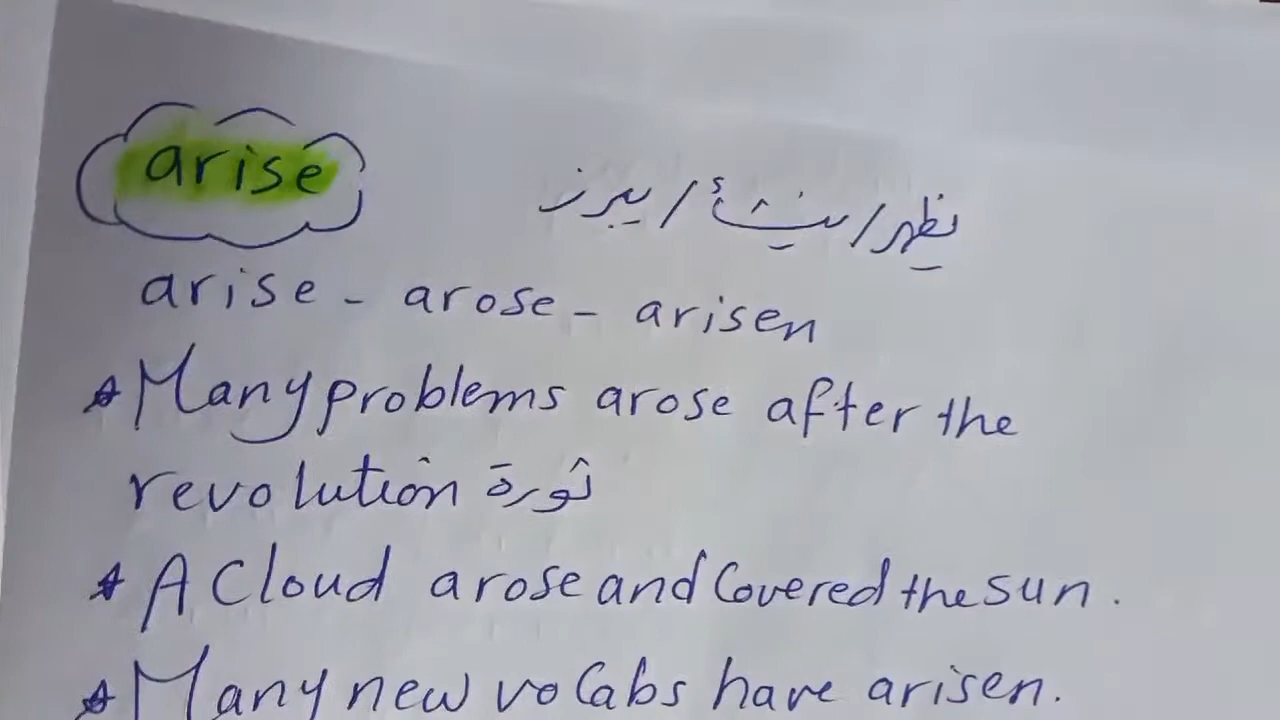 arise يظهر / ينشأ / يبرز
arise - arose - arisen
Many problems arose after the
revolution ثورة
A Cloud arose and Covered the sun.
Many new vocabs have arisen.